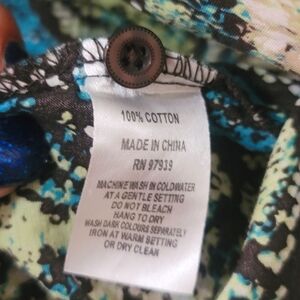 100% COTTON
MADE IN CHINA
RN 97939
MACHINE WASH IN COLDWATER
AT A GENTLE SETTING
DO NOT BLEACH
HANG TO DRY
WASH DARK COLOURS SEPARATELY
IRON AT WARM SETTING
OR DRY CLEAN